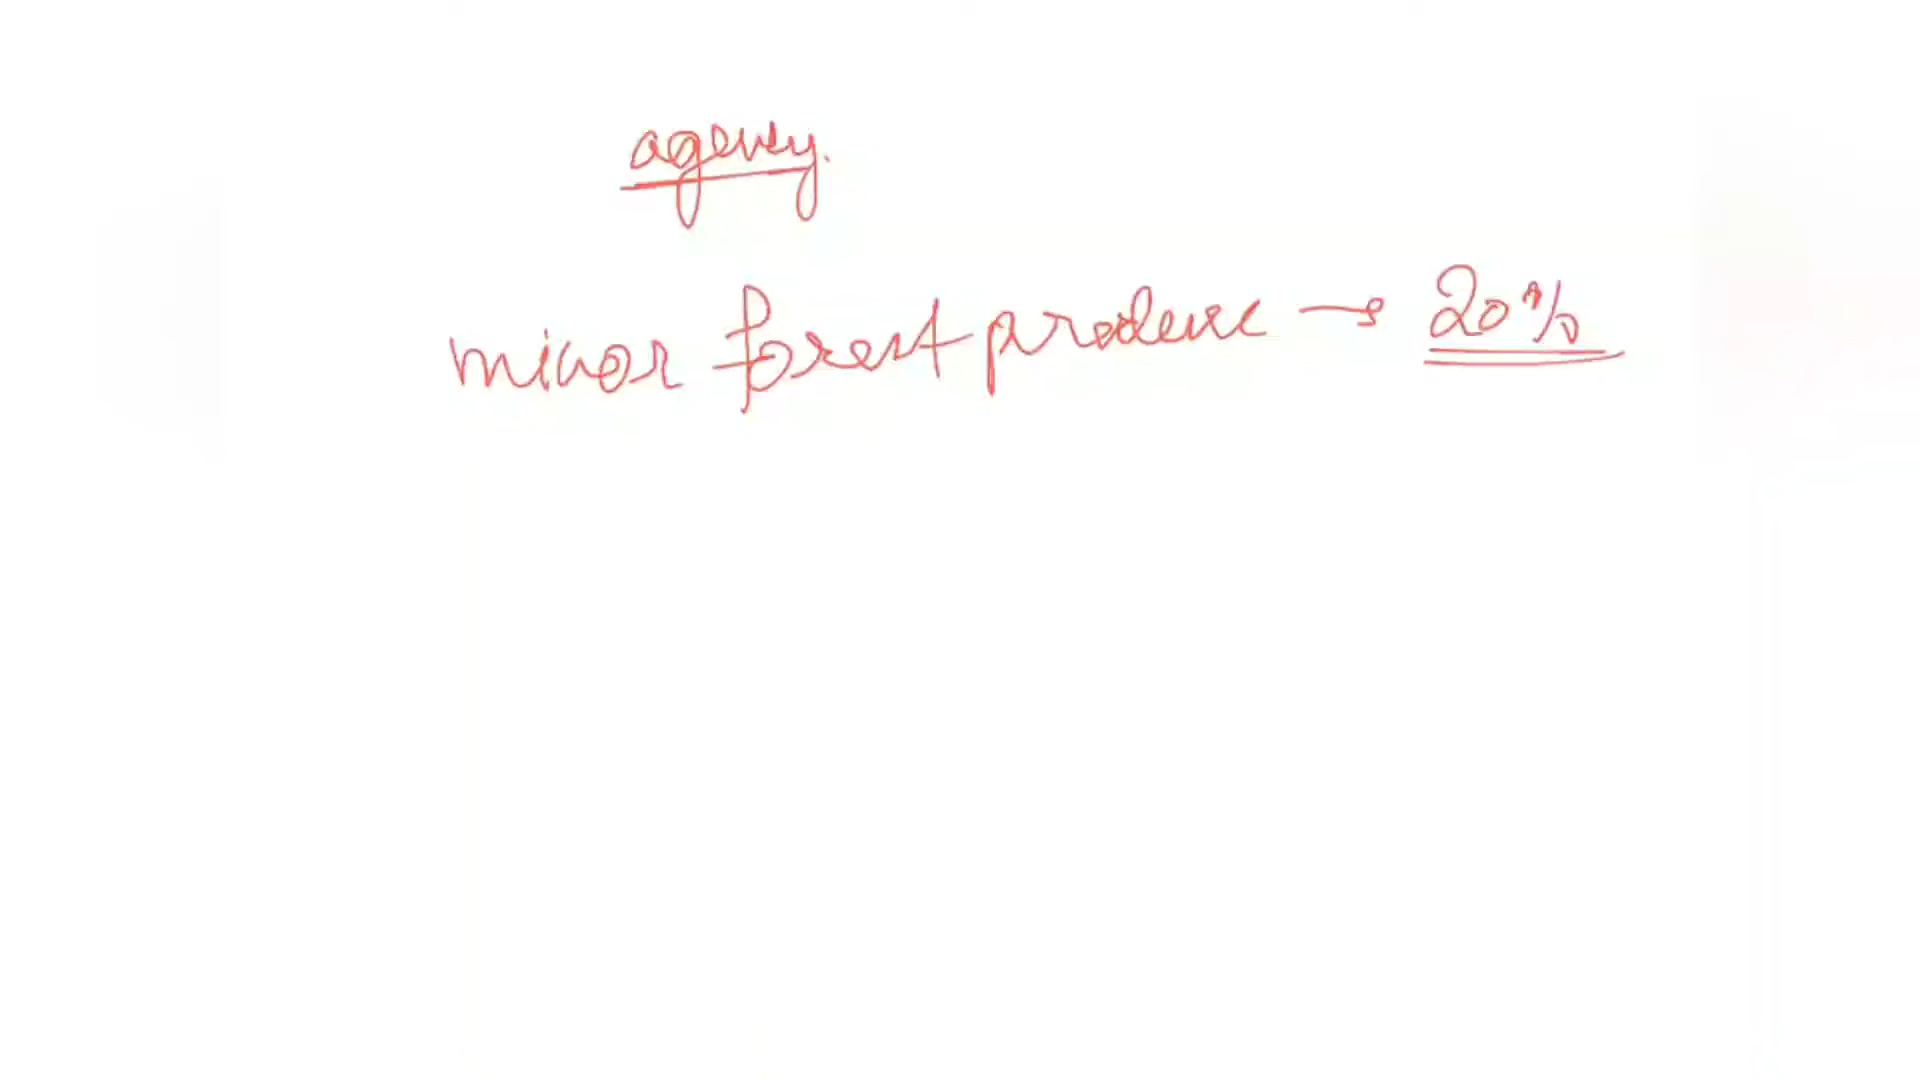 agency.
minor forest produce → 20%